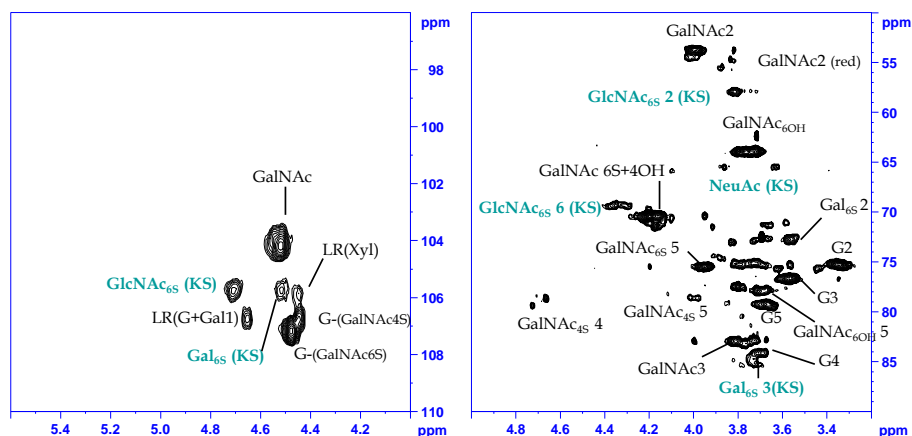 ppm
98
100
102
104
106
108
110
5.4
5.2
5.0
4.8
4.6
4.4
4.2
ppm
GalNAc
LR(Xyl)
GlcNAc6S (KS)
LR(G+Gal1)
G-(GalNAc4S)
Gal6S (KS)
G-(GalNAc6S)
ppm
55
60
65
70
75
80
85
4.8
4.6
4.4
4.2
4.0
3.8
3.6
3.4
ppm
GalNAc2
GalNAc2 (red)
GlcNAc6S 2 (KS)
GalNAc6OH
GalNAc 6S+4OH
NeuAc (KS)
GlcNAc6S 6 (KS)
Gal6S 2
GalNAc6S 5
G2
G3
GalNAc4S 5
G5
GalNAc4S 4
GalNAc6OH 5
GalNAc3
G4
Gal6S 3(KS)